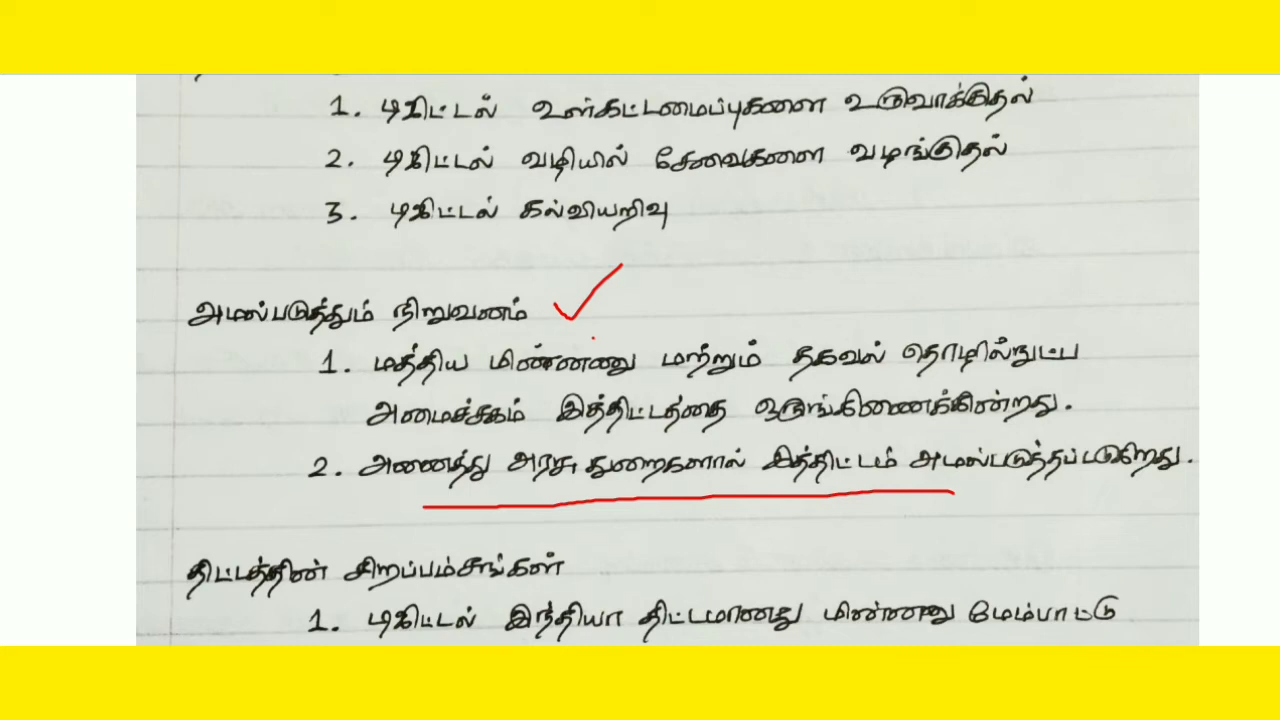 1. டிஜிட்டல் உள்கட்டமைப்புகளை உருவாக்குதல்
2. டிஜிட்டல் வழியில் சேவைகளை வழங்குதல்
3. டிஜிட்டல் கல்வியறிவு
அமல்படுத்தும் நிறுவனம்
1. மத்திய மின்னணு மற்றும் தகவல் தொழில்நுட்ப
அமைச்சகம் இத்திட்டத்தை ஒருங்கிணைக்கின்றது.
2. அனைத்து அரசு துறைகளால் இத்திட்டம் அமல்படுத்தப்படுகிறது.
திட்டத்தின் சிறப்பம்சங்கள்
1. டிஜிட்டல் இந்தியா திட்டமானது மின்னணு மேம்பாட்டு